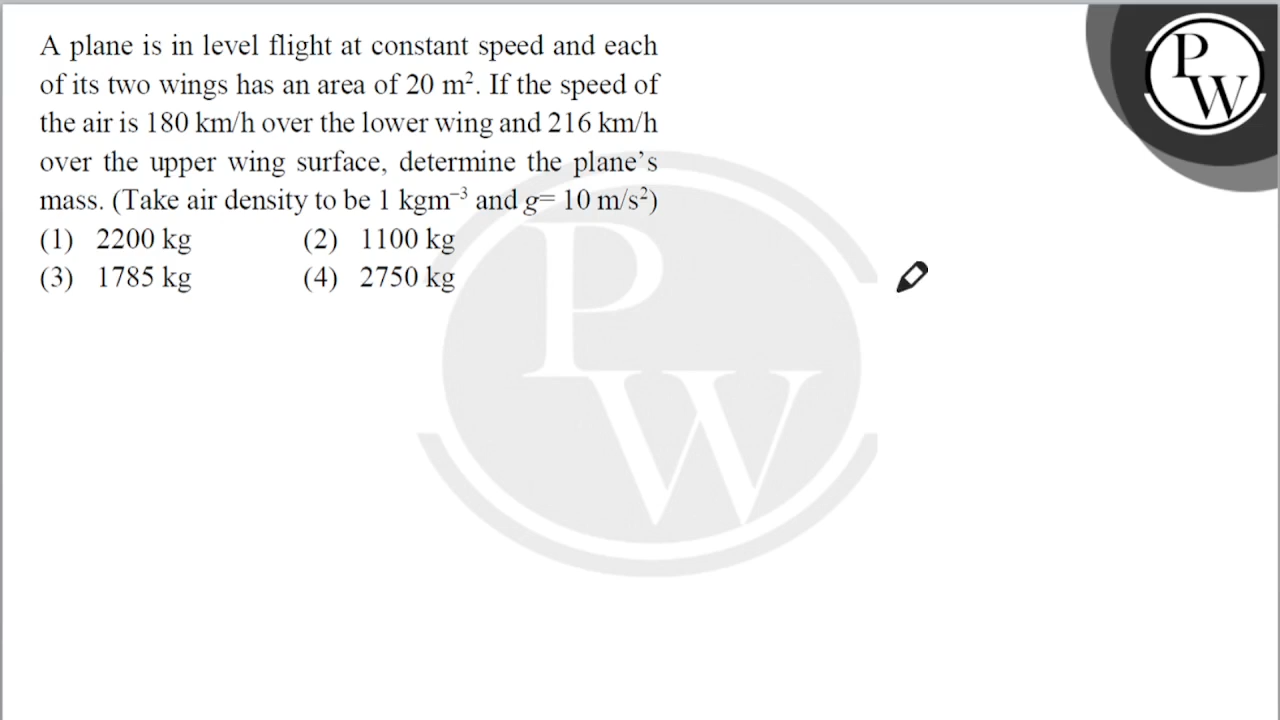 A plane is in level flight at constant speed and each
of its two wings has an area of 20 m². If the speed of
the air is 180 km/h over the lower wing and 216 km/h
over the upper wing surface, determine the plane’s
mass. (Take air density to be 1 kgm⁻³ and g= 10 m/s²)
(1) 2200 kg (2) 1100 kg
(3) 1785 kg (4) 2750 kg
P
W
P
W